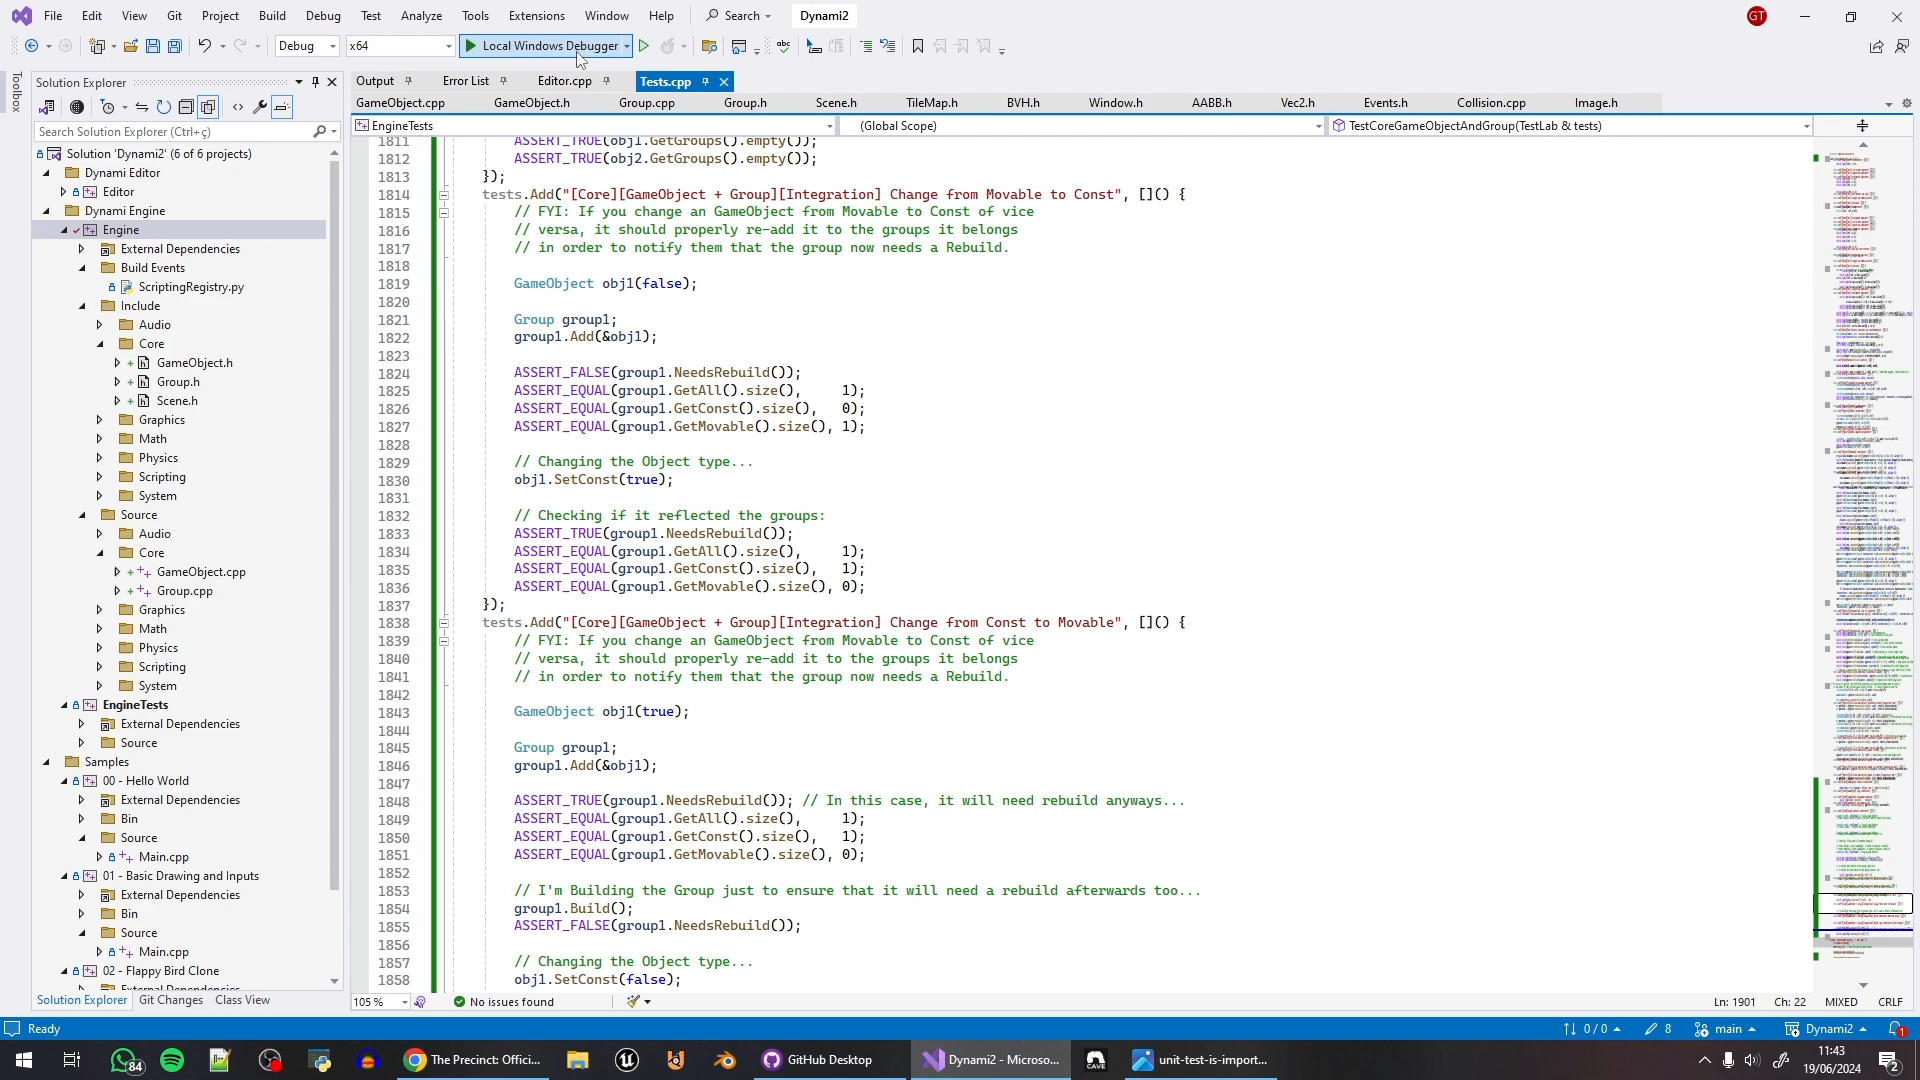 File Edit View Git Project Build Debug Test Analyze Tools Extensions Window Help Search Dynami2 GT
Debug x64 Local Windows Debugger
Toolbox
Solution Explorer
Search Solution Explorer (Ctrl+ç)
Solution 'Dynami2' (6 of 6 projects)
Dynami Editor
Editor
Dynami Engine
Engine
External Dependencies
Build Events
ScriptingRegistry.py
Include
Audio
Core
GameObject.h
Group.h
Scene.h
Graphics
Math
Physics
Scripting
System
Source
Audio
Core
GameObject.cpp
Group.cpp
Graphics
Math
Physics
Scripting
System
EngineTests
External Dependencies
Source
Samples
00 - Hello World
External Dependencies
Bin
Source
Main.cpp
01 - Basic Drawing and Inputs
External Dependencies
Bin
Source
Main.cpp
02 - Flappy Bird Clone
External Dependencies
Solution Explorer Git Changes Class View
Output Error List Editor.cpp Tests.cpp
GameObject.cpp GameObject.h Group.cpp Group.h Scene.h TileMap.h BVH.h Window.h AABB.h Vec2.h Events.h Collision.cpp Image.h
EngineTests (Global Scope) TestCoreGameObjectAndGroup(TestLab & tests)
1811 ASSERT_TRUE(obj1.GetGroups().empty());
1812 ASSERT_TRUE(obj2.GetGroups().empty());
1813 });
1814 tests.Add("[Core][GameObject + Group][Integration] Change from Movable to Const", []() {
1815 // FYI: If you change an GameObject from Movable to Const of vice
1816 // versa, it should properly re-add it to the groups it belongs
1817 // in order to notify them that the group now needs a Rebuild.
1818
1819 GameObject obj1(false);
1820
1821 Group group1;
1822 group1.Add(&obj1);
1823
1824 ASSERT_FALSE(group1.NeedsRebuild());
1825 ASSERT_EQUAL(group1.GetAll().size(), 1);
1826 ASSERT_EQUAL(group1.GetConst().size(), 0);
1827 ASSERT_EQUAL(group1.GetMovable().size(), 1);
1828
1829 // Changing the Object type...
1830 obj1.SetConst(true);
1831
1832 // Checking if it reflected the groups:
1833 ASSERT_TRUE(group1.NeedsRebuild());
1834 ASSERT_EQUAL(group1.GetAll().size(), 1);
1835 ASSERT_EQUAL(group1.GetConst().size(), 1);
1836 ASSERT_EQUAL(group1.GetMovable().size(), 0);
1837 });
1838 tests.Add("[Core][GameObject + Group][Integration] Change from Const to Movable", []() {
1839 // FYI: If you change an GameObject from Movable to Const of vice
1840 // versa, it should properly re-add it to the groups it belongs
1841 // in order to notify them that the group now needs a Rebuild.
1842
1843 GameObject obj1(true);
1844
1845 Group group1;
1846 group1.Add(&obj1);
1847
1848 ASSERT_TRUE(group1.NeedsRebuild()); // In this case, it will need rebuild anyways...
1849 ASSERT_EQUAL(group1.GetAll().size(), 1);
1850 ASSERT_EQUAL(group1.GetConst().size(), 1);
1851 ASSERT_EQUAL(group1.GetMovable().size(), 0);
1852
1853 // I'm Building the Group just to ensure that it will need a rebuild afterwards too...
1854 group1.Build();
1855 ASSERT_FALSE(group1.NeedsRebuild());
1856
1857 // Changing the Object type...
1858 obj1.SetConst(false);
105 % No issues found Ln: 1901 Ch: 22 MIXED CRLF
Ready 0 / 0 8 main Dynami2 1
84 The Precinct: Offici... GitHub Desktop Dynami2 - Microso... CAVE unit-test-is-import... 11:43
19/06/2024 2